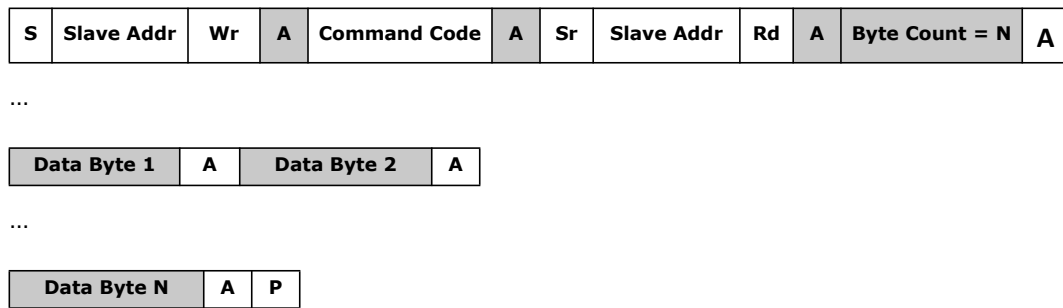 S Slave Addr Wr A Command Code A Sr Slave Addr Rd A Byte Count = N A
...
Data Byte 1 A Data Byte 2 A
...
Data Byte N A P